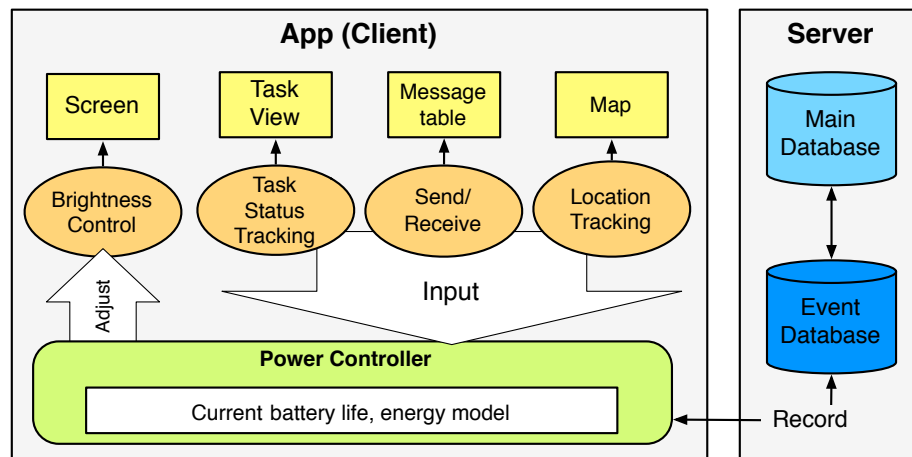 App (Client)
Server
Screen
Task
View
Message
table
Map
Main
Database
Brightness
Control
Task
Status
Tracking
Send/
Receive
Location
Tracking
Adjust
Input
Event
Database
Power Controller
Current battery life, energy model
Record